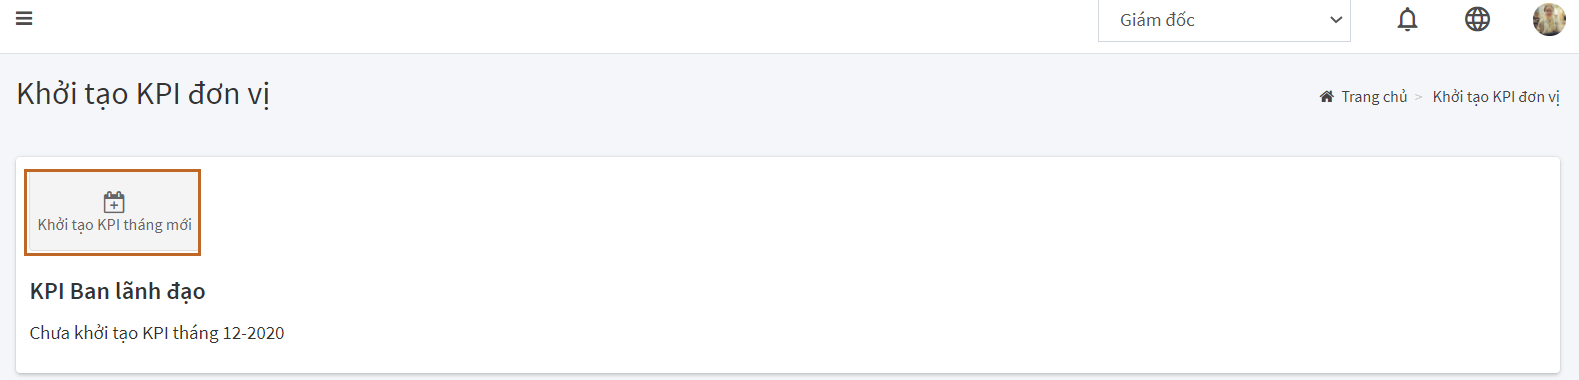 Giám đốc
Khởi tạo KPI đơn vị
Trang chủ > Khởi tạo KPI đơn vị
Khởi tạo KPI tháng mới
KPI Ban lãnh đạo
Chưa khởi tạo KPI tháng 12-2020